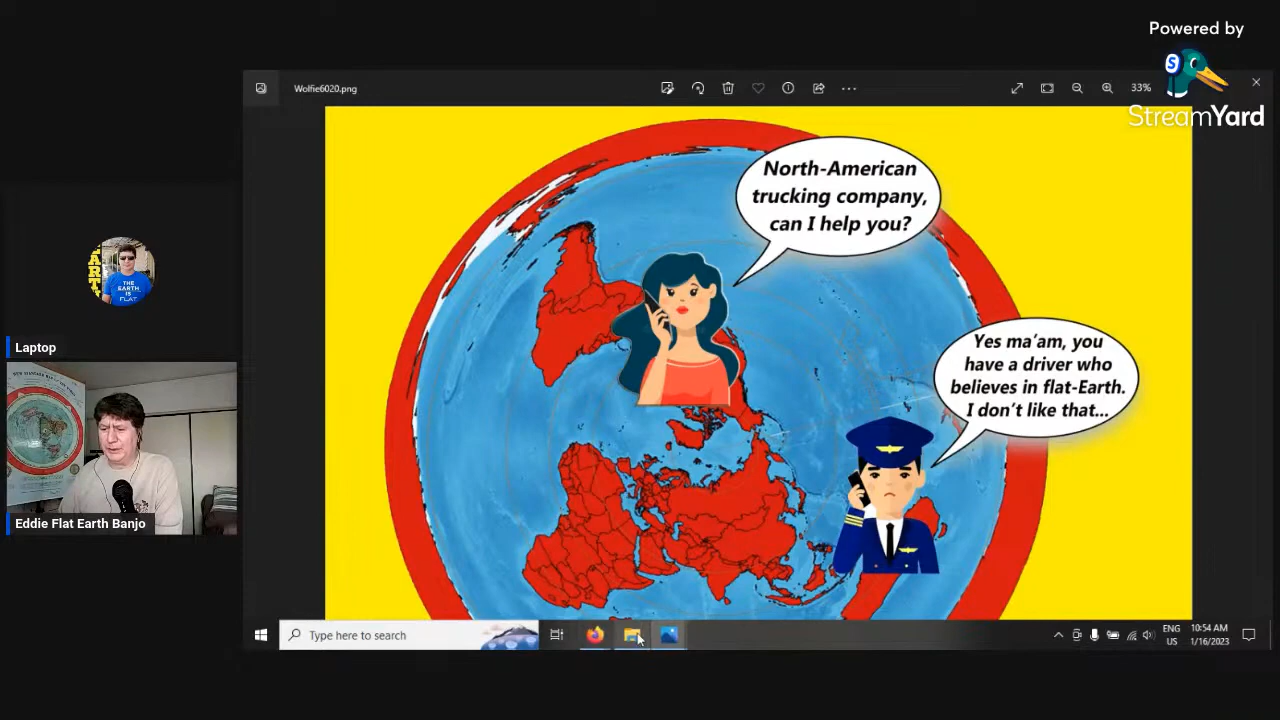 Powered by
StreamYard
Wolfie6020.png
33%
North-American
trucking company,
can I help you?
Yes ma'am, you
have a driver who
believes in flat-Earth.
I don't like that...
THE
EARTH
IS
FLAT
Laptop
Eddie Flat Earth Banjo
Type here to search
ENG
US
10:54 AM
1/16/2023